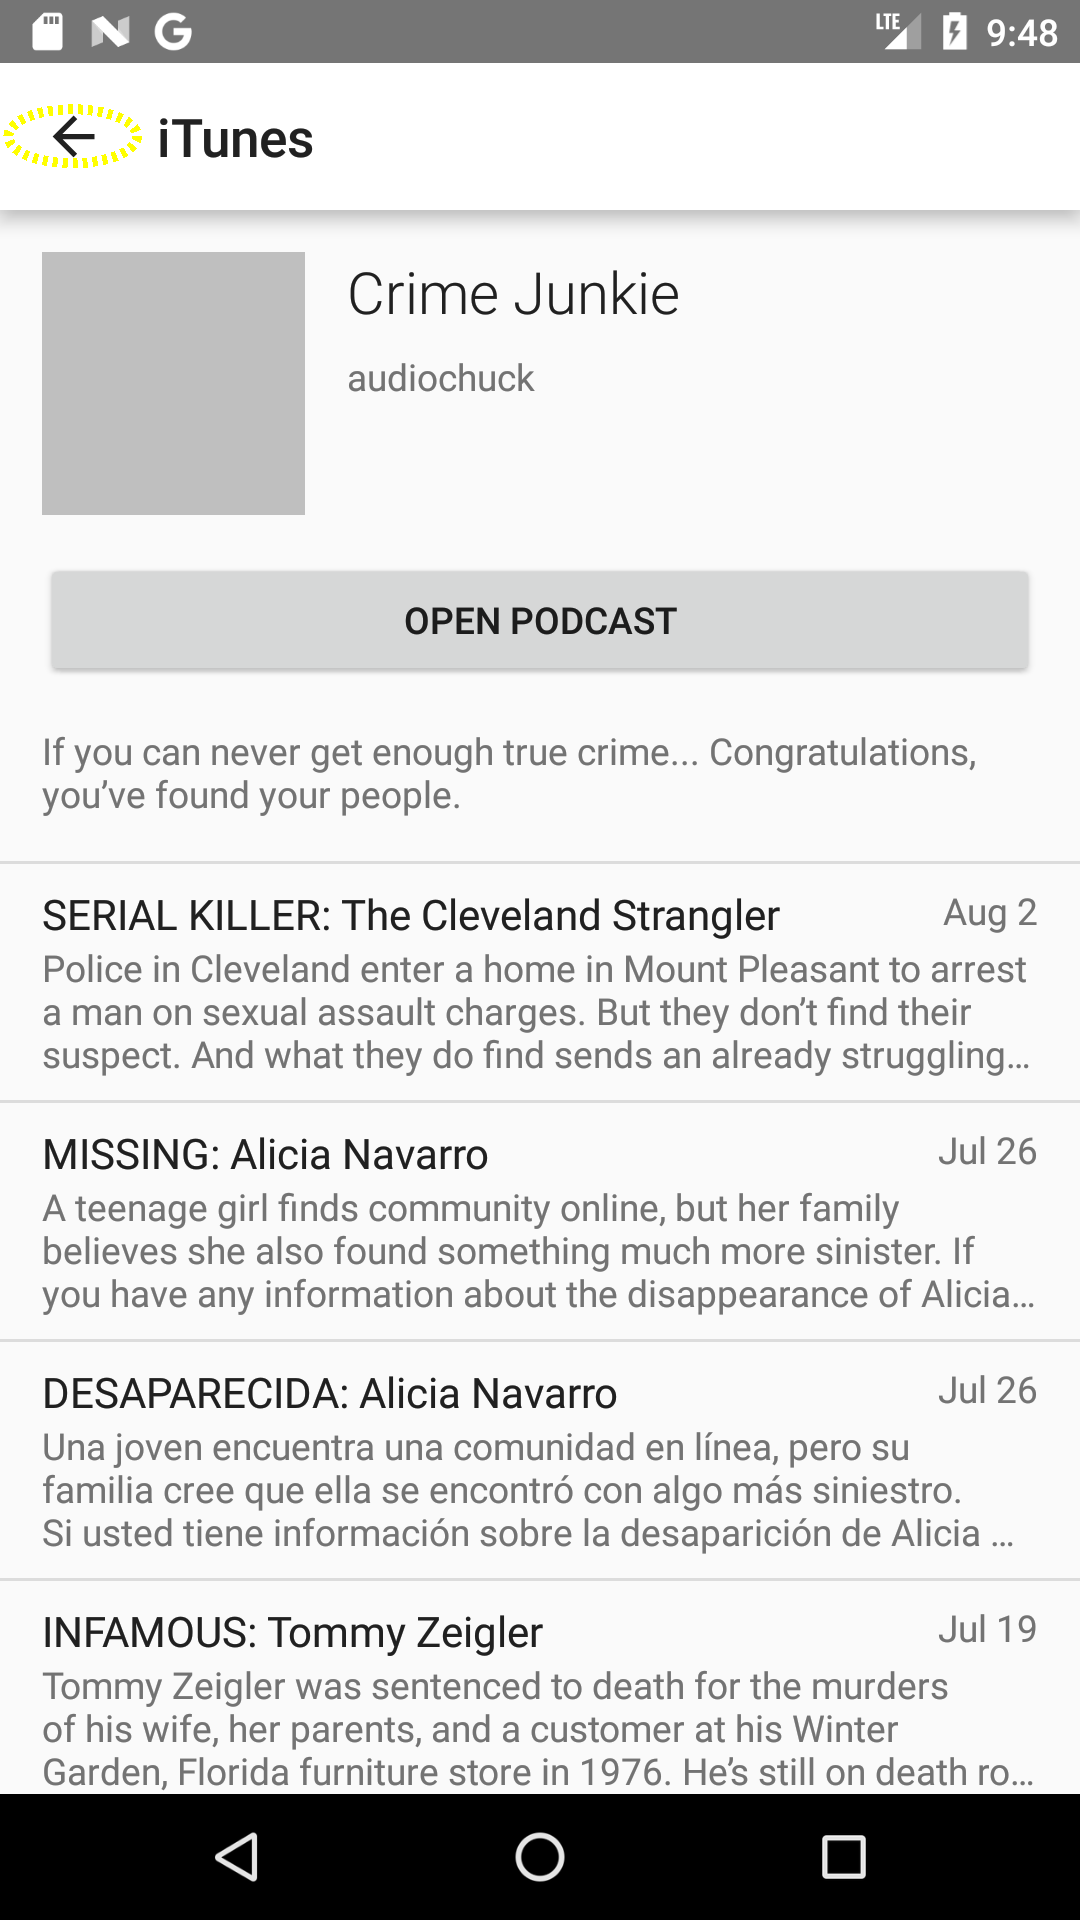 LTE 9:48
iTunes
Crime Junkie
audiochuck
OPEN PODCAST
If you can never get enough true crime... Congratulations,
you’ve found your people.
SERIAL KILLER: The Cleveland Strangler Aug 2
Police in Cleveland enter a home in Mount Pleasant to arrest
a man on sexual assault charges. But they don’t find their
suspect. And what they do find sends an already struggling…
MISSING: Alicia Navarro Jul 26
A teenage girl finds community online, but her family
believes she also found something much more sinister. If
you have any information about the disappearance of Alicia…
DESAPARECIDA: Alicia Navarro Jul 26
Una joven encuentra una comunidad en línea, pero su
familia cree que ella se encontró con algo más siniestro.
Si usted tiene información sobre la desaparición de Alicia …
INFAMOUS: Tommy Zeigler Jul 19
Tommy Zeigler was sentenced to death for the murders
of his wife, her parents, and a customer at his Winter
Garden, Florida furniture store in 1976. He’s still on death ro…